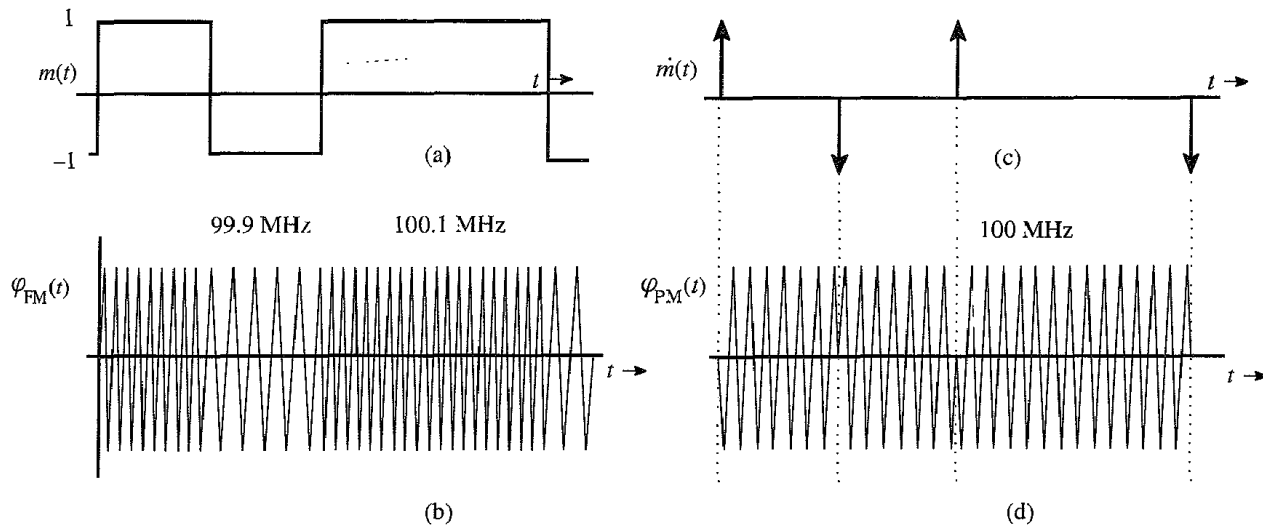 1
m(t)
t →
−1
(a)
ṁ(t)
t →
(c)
99.9 MHz 100.1 MHz
φFM(t)
t →
(b)
100 MHz
φPM(t)
t →
(d)